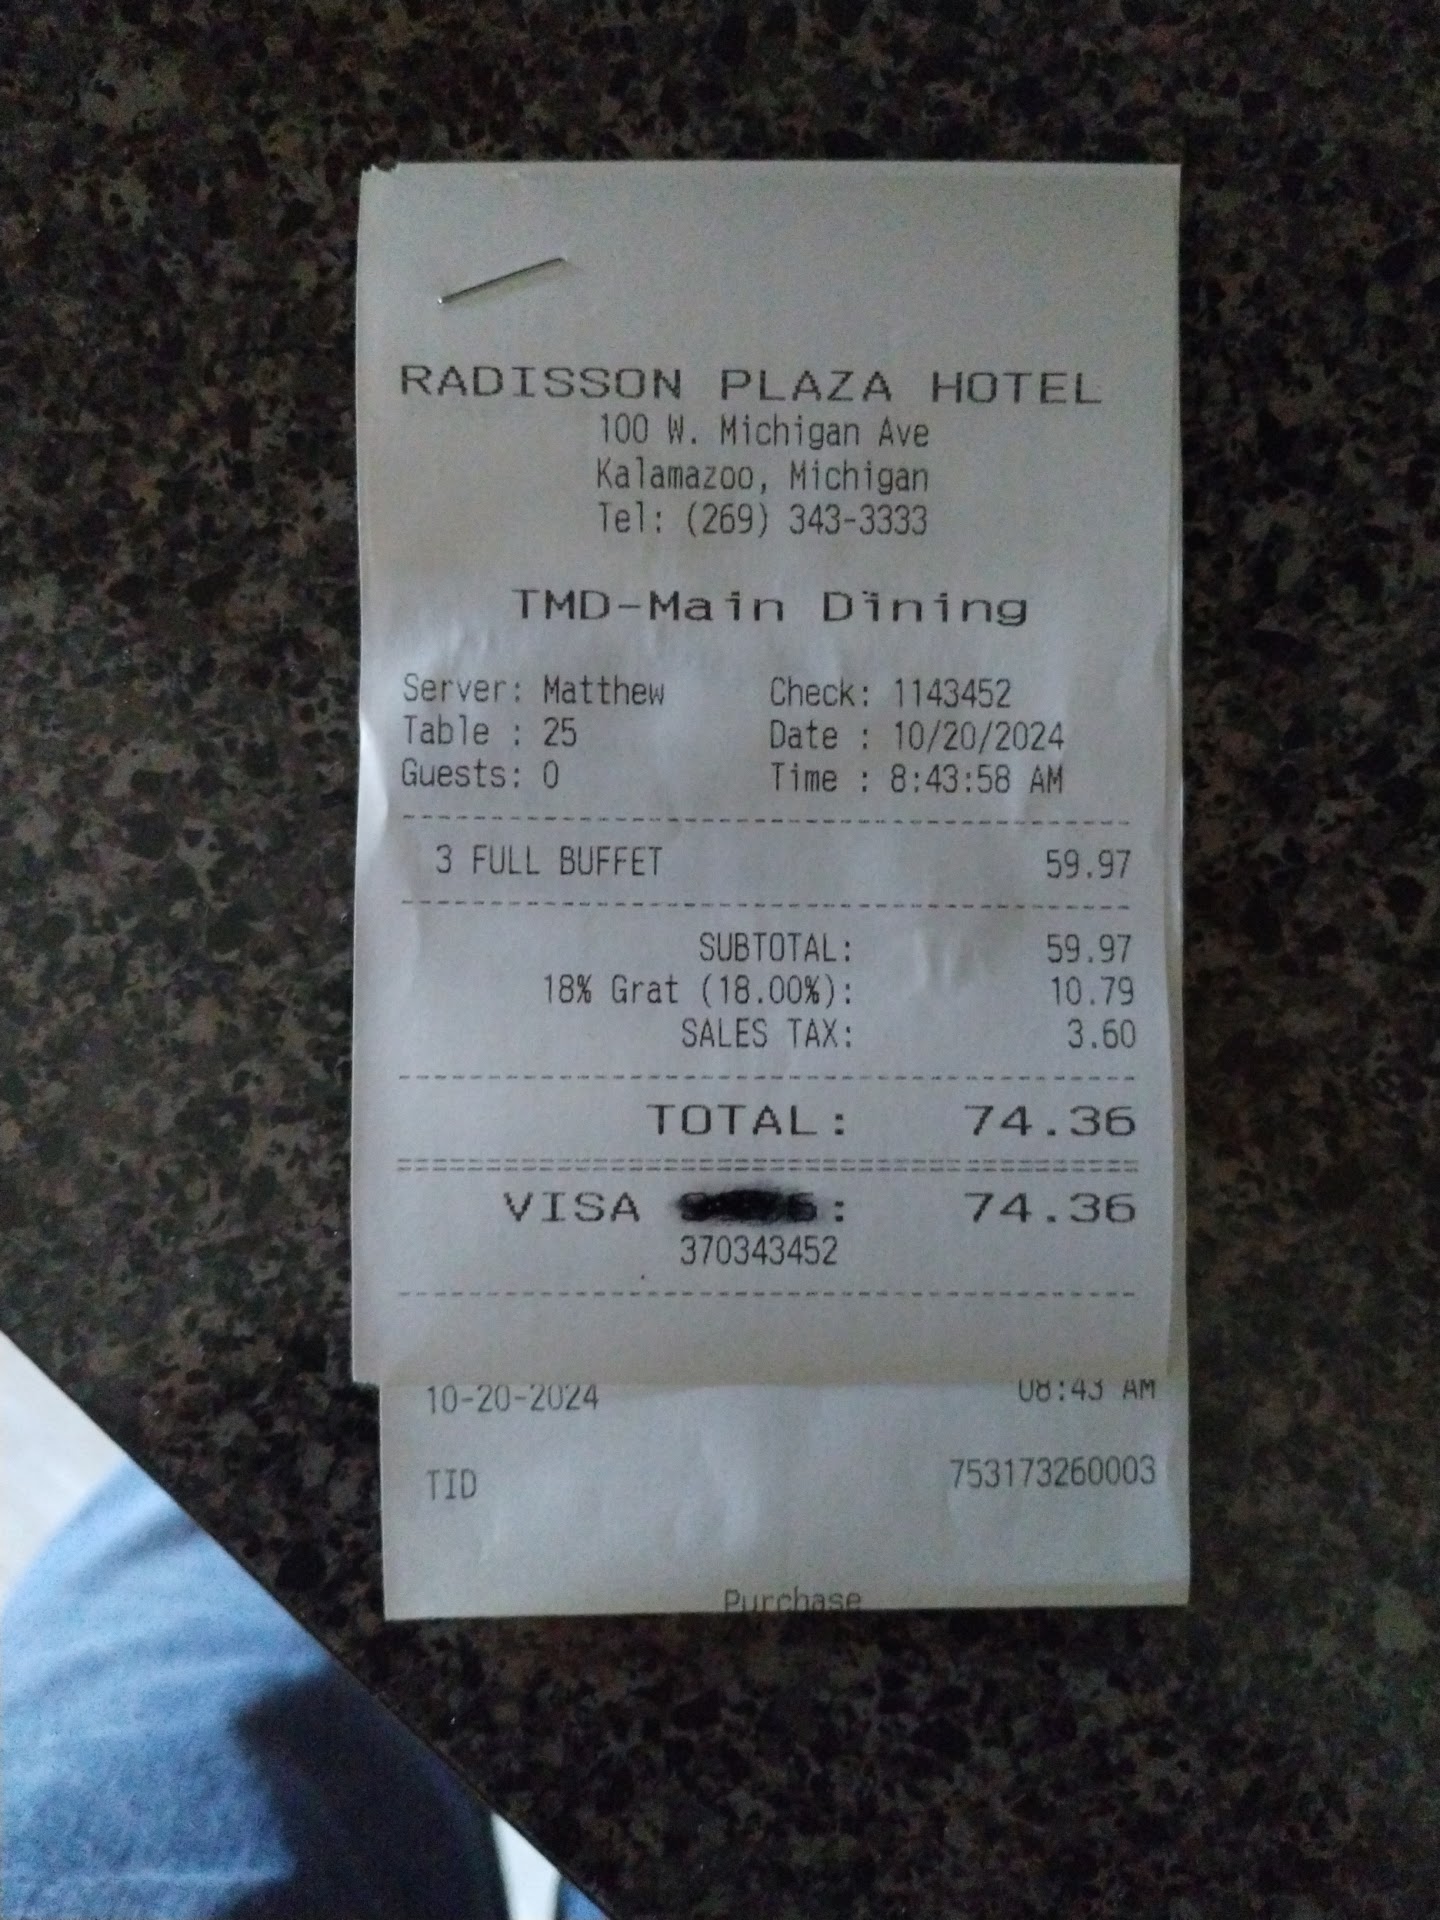 RADISSON PLAZA HOTEL
100 W. Michigan Ave
Kalamazoo, Michigan
Tel: (269) 343-3333
TMD-Main Dining
Server: Matthew Check: 1143452
Table : 25 Date : 10/20/2024
Guests: 0 Time : 8:43:58 AM
3 FULL BUFFET 59.97
SUBTOTAL: 59.97
18% Grat (18.00%): 10.79
SALES TAX: 3.60
TOTAL: 74.36
VISA : 74.36
370343452
10-20-2024 08:43 AM
TID 753173260003
Purchase